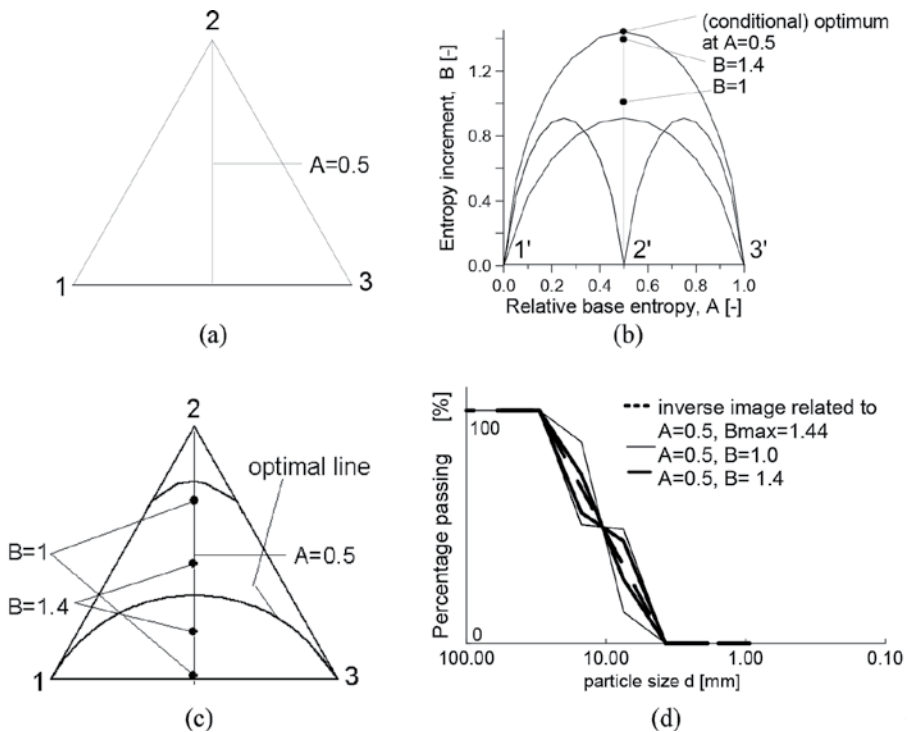 2
A=0.5
1
3
(a)
Entropy increment, B [-]
1.2
0.8
0.4
0.0
(conditional) optimum
at A=0.5
B=1.4
B=1
1'
2'
3'
0.0 0.2 0.4 0.6 0.8 1.0
Relative base entropy, A [-]
(b)
2
optimal line
B=1
A=0.5
B=1.4
1
3
(c)
Percentage passing [%]
100
0
inverse image related to
A=0.5, Bmax=1.44
A=0.5, B=1.0
A=0.5, B= 1.4
100.00 10.00 1.00 0.10
particle size d [mm]
(d)